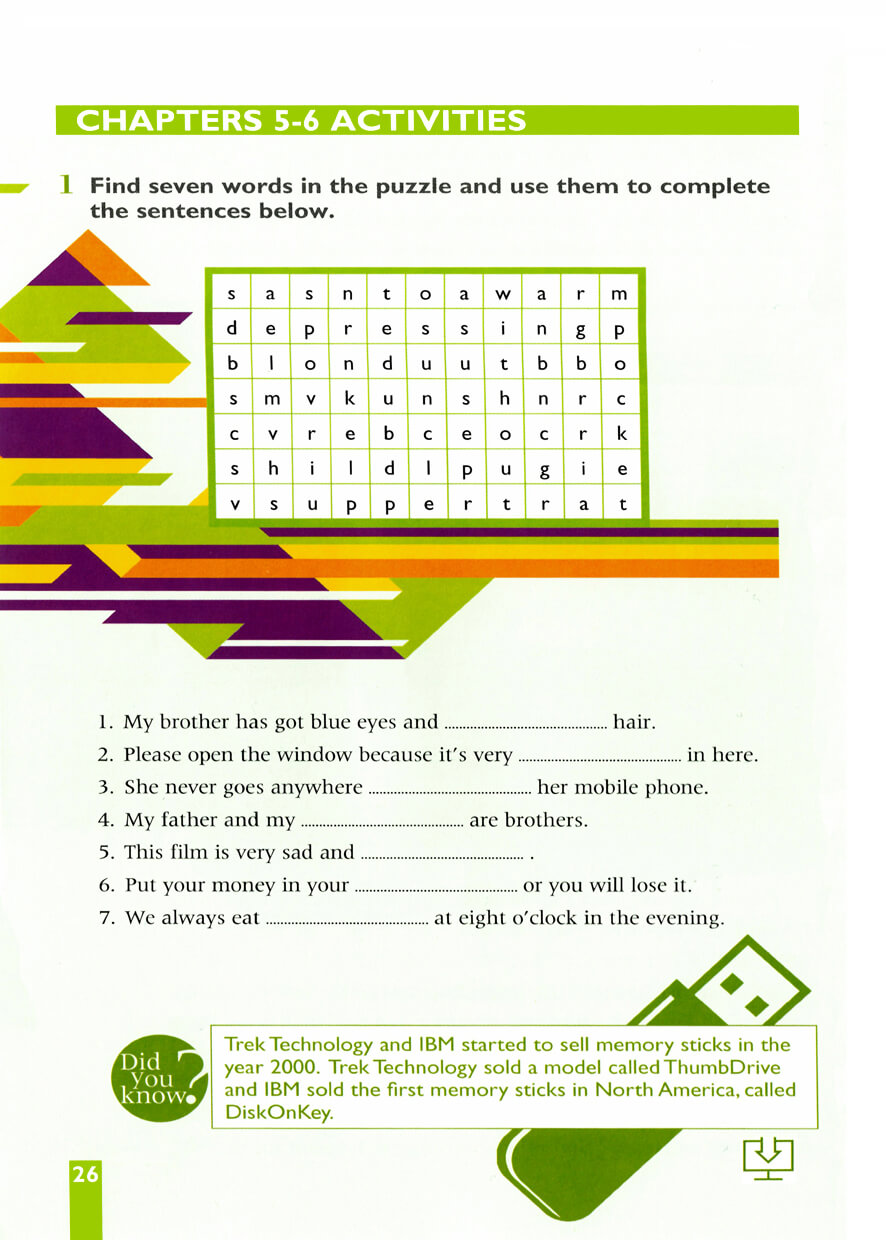 CHAPTERS 5-6 ACTIVITIES
1 Find seven words in the puzzle and use them to complete
the sentences below.
s a s n t o a w a r m
d e p r e s s i n g p
b l o n d u u t b b o
s m v k u n s h n r c
c v r e b c e o c r k
s h i l d l p u g i e
v s u p p e r t r a t
1. My brother has got blue eyes and ............................................ hair.
2. Please open the window because it's very ............................................ in here.
3. She never goes anywhere ............................................ her mobile phone.
4. My father and my ............................................ are brothers.
5. This film is very sad and ............................................ .
6. Put your money in your ............................................ or you will lose it.
7. We always eat ............................................ at eight o'clock in the evening.
Did
you
know?
Trek Technology and IBM started to sell memory sticks in the
year 2000. Trek Technology sold a model called ThumbDrive
and IBM sold the first memory sticks in North America, called
DiskOnKey.
26